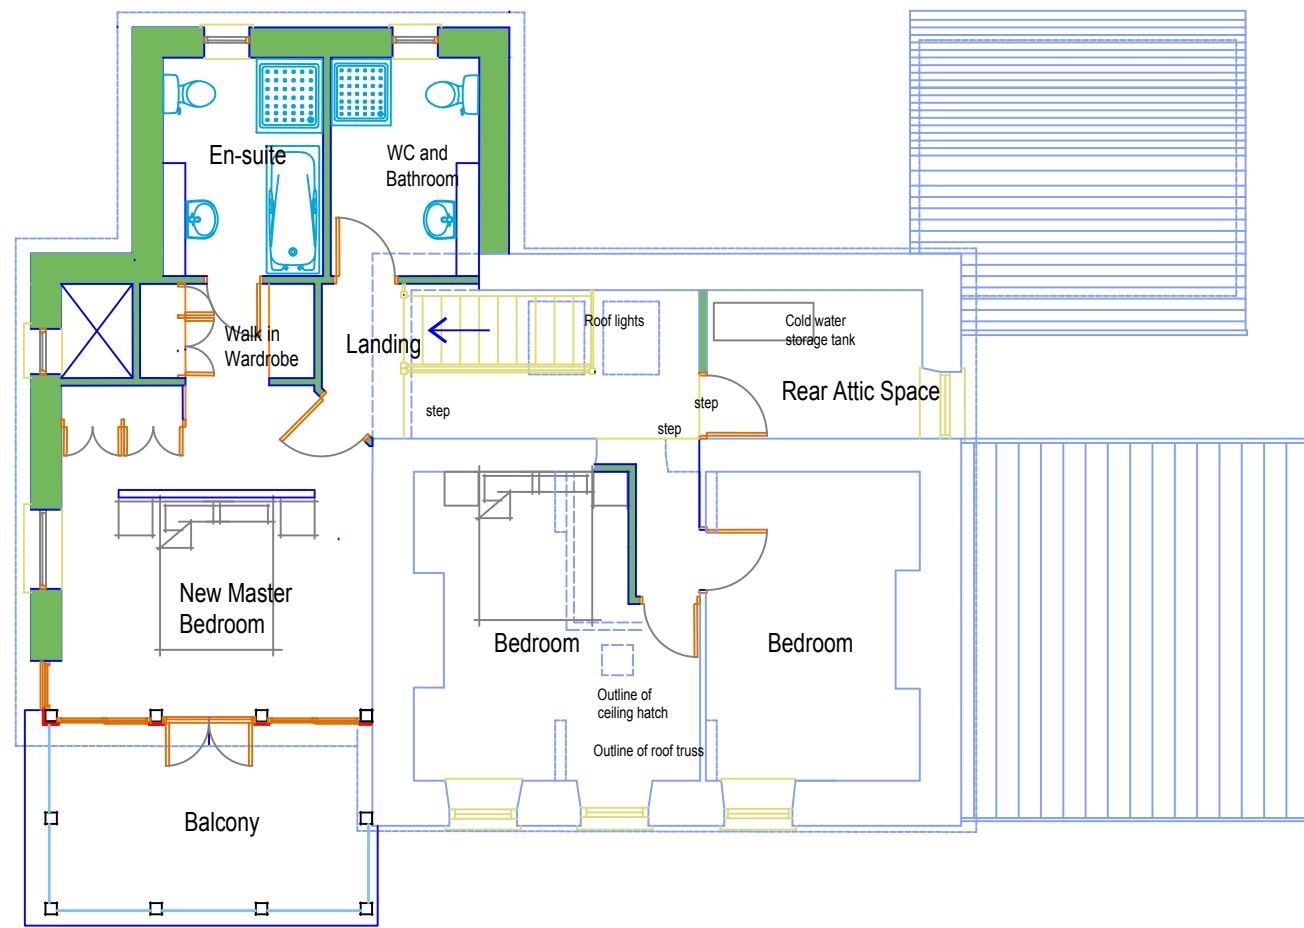 En-suite
WC and
Bathroom
Walk in
Wardrobe
Landing
Roof lights
Cold water
storage tank
Rear Attic Space
step
step
step
New Master
Bedroom
Bedroom
Bedroom
Outline of
ceiling hatch
Outline of roof truss
Balcony